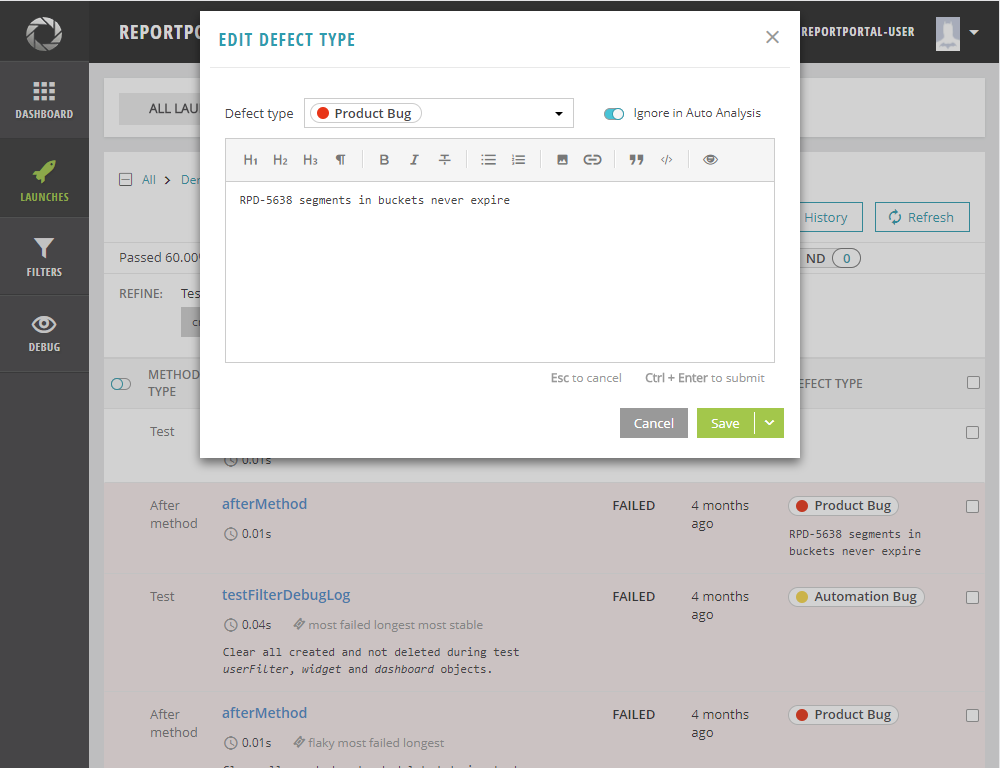 REPORTPO
REPORTPORTAL-USER
EDIT DEFECT TYPE
DASHBOARD
LAUNCHES
FILTERS
DEBUG
ALL LAU
Defect type
Product Bug
Ignore in Auto Analysis
H1 H2 H3 ¶ B I T
RPD-5638 segments in buckets never expire
Esc to cancel Ctrl + Enter to submit
Cancel Save
All > Der
History Refresh
Passed 60.00%
ND 0
REFINE: Tes
METHOD
TYPE
EFECT TYPE
Test
0.01s
After
method
afterMethod
0.01s
FAILED
4 months
ago
Product Bug
RPD-5638 segments in
buckets never expire
Test
testFilterDebugLog
0.04s most failed longest most stable
Clear all created and not deleted during test
userFilter, widget and dashboard objects.
FAILED
4 months
ago
Automation Bug
After
method
afterMethod
0.01s flaky most failed longest
FAILED
4 months
ago
Product Bug